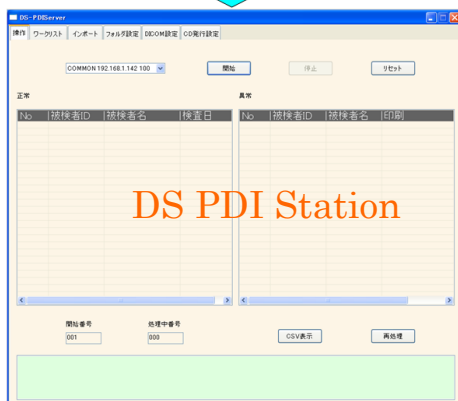 DS-PDIServer
操作 ワークリスト インポート フォルダ設定 DICOM設定 CD発行設定
COMMON 192.168.1.142 100 開始 停止 リセット
正常 異常
No |被検者ID |被検者名 |検査日 No |被検者ID |被検者名 |印刷
DS PDI Station
開始番号 処理中番号
001 000 CSV表示 再処理